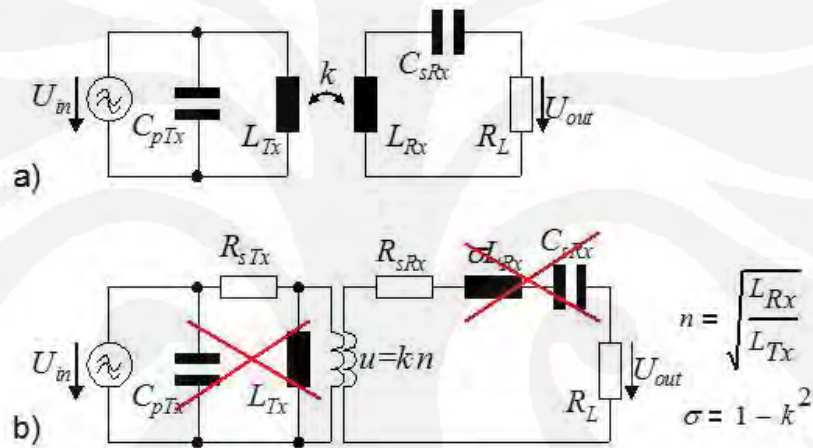 k
C_sRx
U_in
C_pTx
L_Tx
L_Rx
R_L
U_out
a)
R_sTx
R_sRx
σL_Rx
C_sRx
n = √(L_Rx / L_Tx)
U_in
C_pTx
L_Tx
u=kn
R_L
U_out
σ = 1 − k²
b)